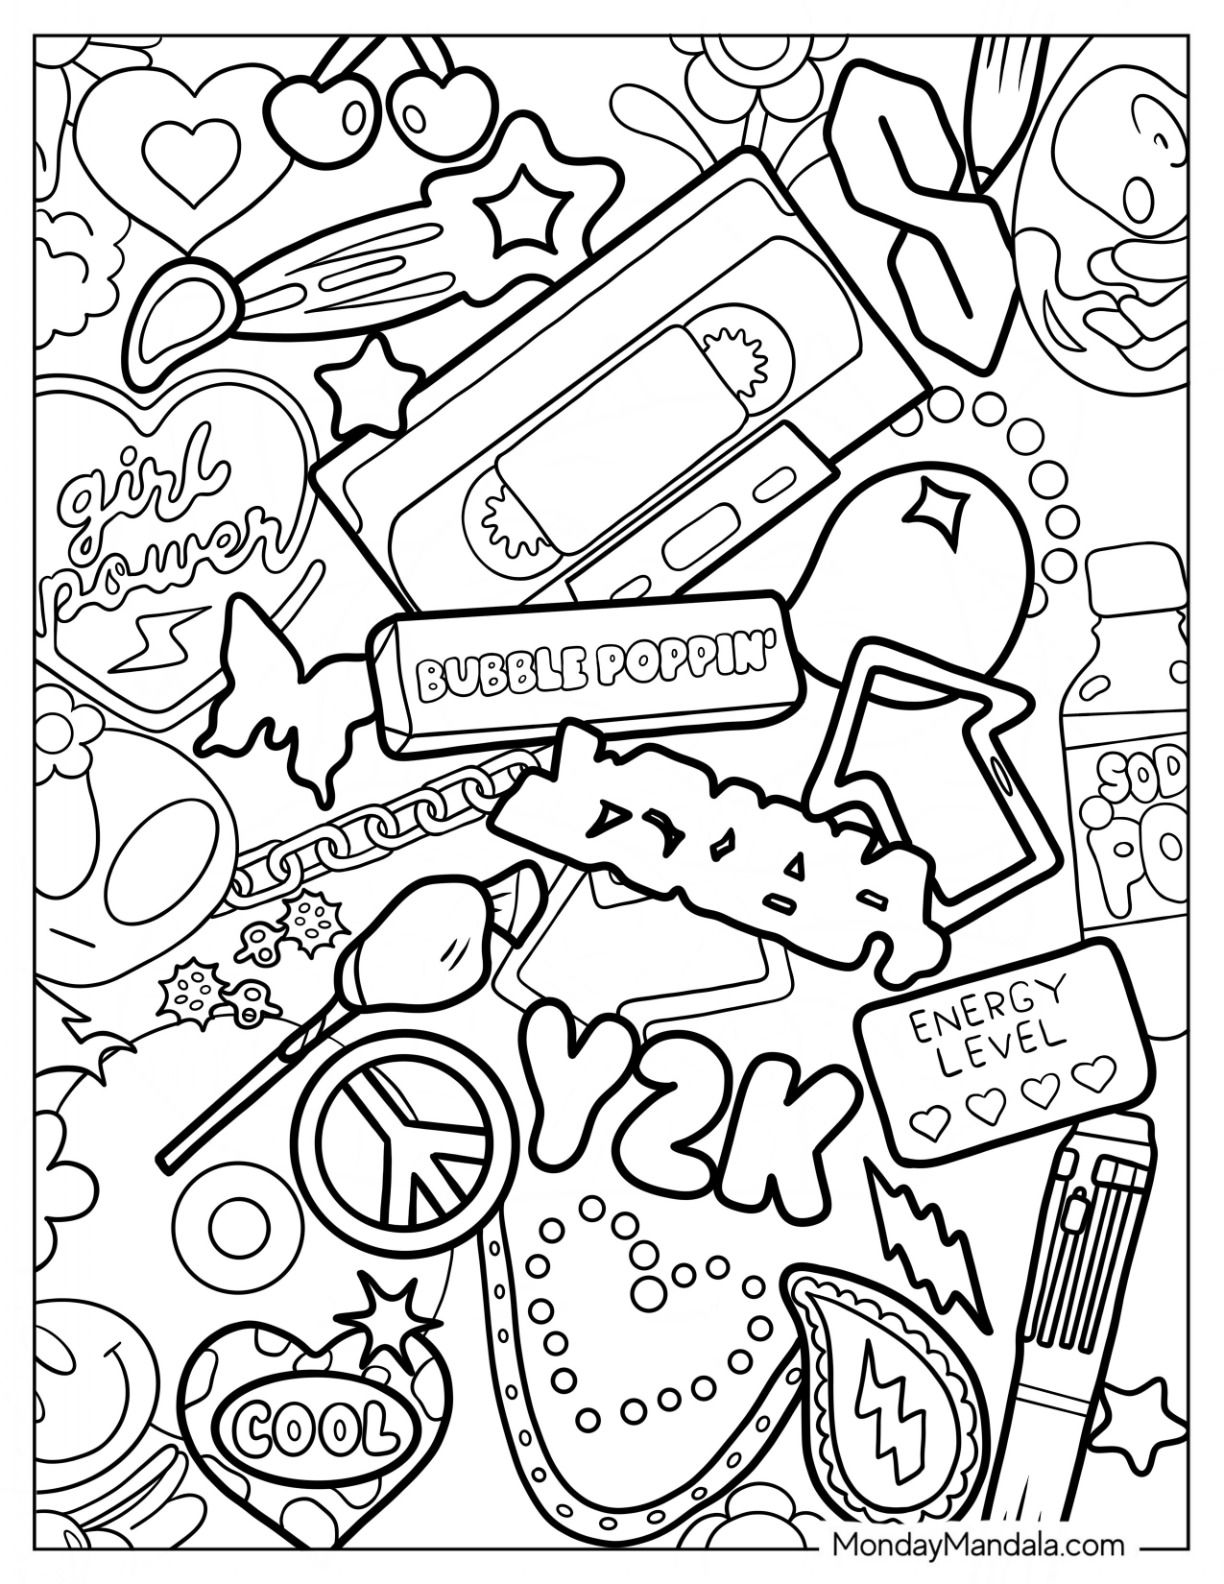 girl
power
BUBBLE POPPIN'
SOD
PO
ENERGY
LEVEL
Y2K
COOL
MondayMandala.com